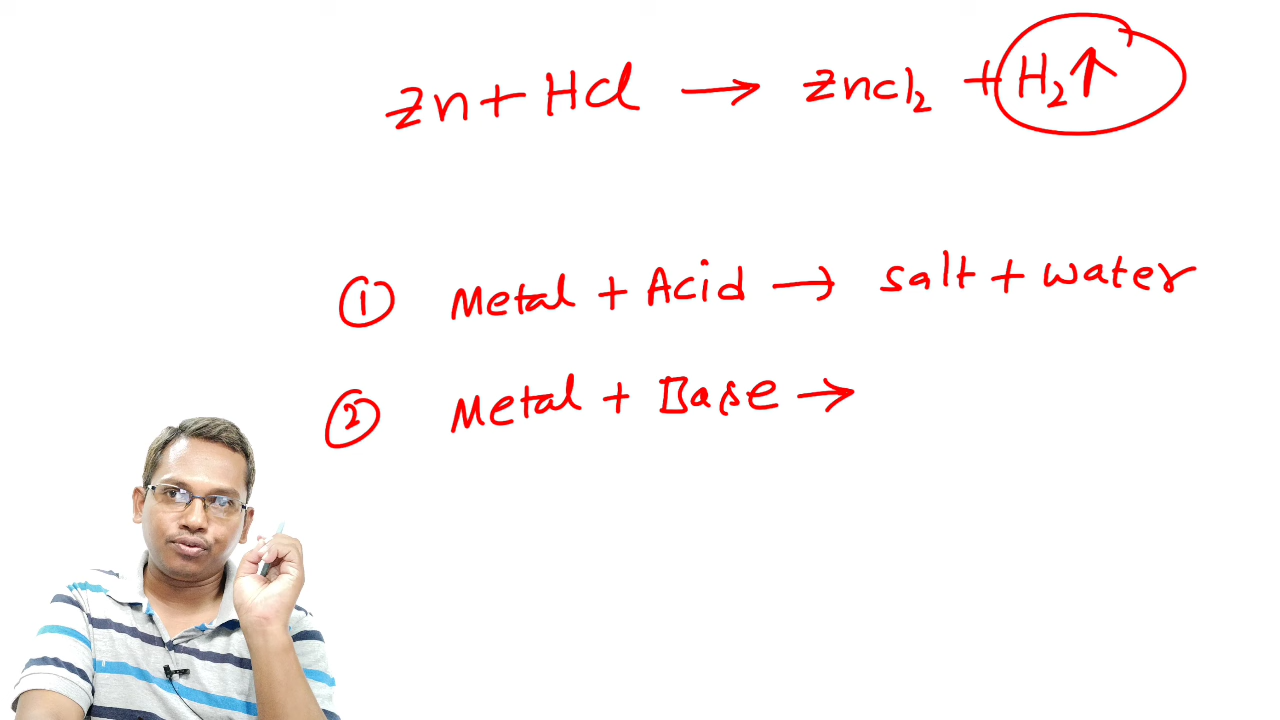 Zn + HCl → ZnCl₂ + H₂↑
① Metal + Acid → Salt + water
② Metal + Base →